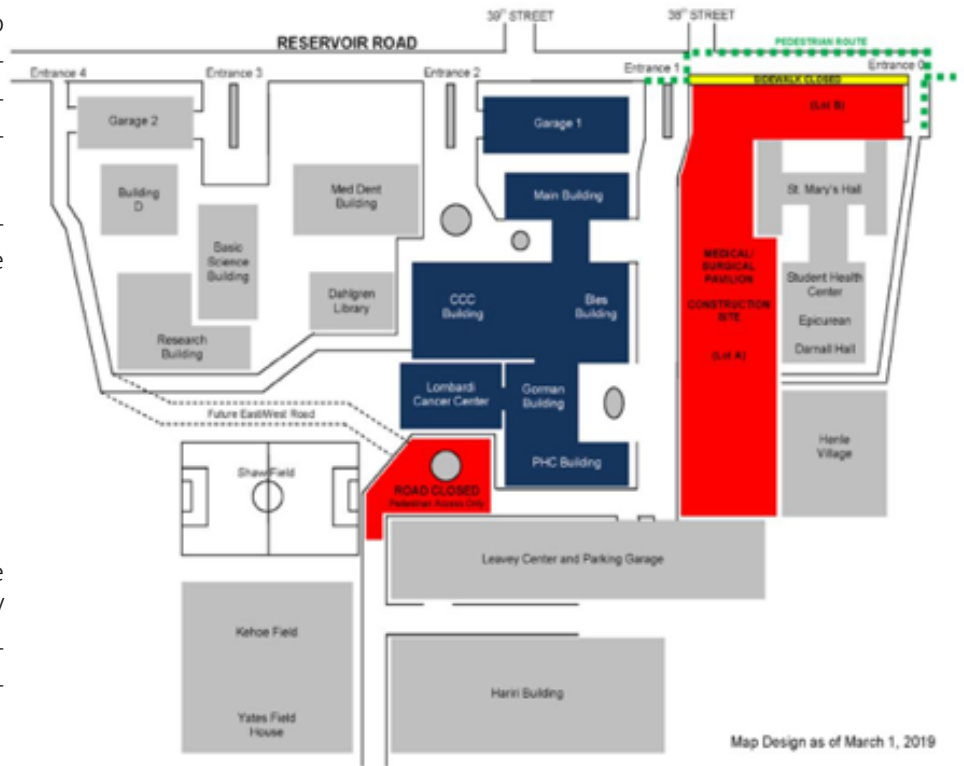 39TH STREET
38TH STREET
RESERVOIR ROAD
PEDESTRIAN ROUTE
Entrance 4
Entrance 3
Entrance 2
Entrance 1
Entrance 0
SIDEWALK CLOSED
(Lot B)
Garage 2
Garage 1
Building
D
Med Dent
Building
Main Building
St. Mary's Hall
Basic
Science
Building
MEDICAL/
SURGICAL
PAVILION
CONSTRUCTION
SITE
(Lot A)
Dahlgren
Library
CCC
Building
Bles
Building
Student Health
Center
Epicurean
Darnall Hall
Research
Building
Lombardi
Cancer Center
Gorman
Building
Future East/West Road
Henle
Village
Shaw Field
PHC Building
ROAD CLOSED
Pedestrian Access Only
Leavey Center and Parking Garage
Kehoe Field
Yates Field
House
Hariri Building
Map Design as of March 1, 2019